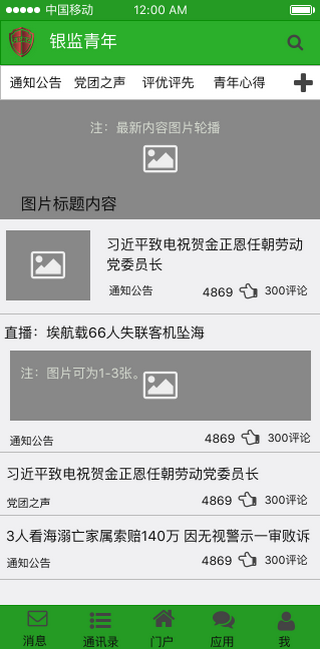 中国移动 12:00 AM
银监青年
通知公告 党团之声 评优评先 青年心得
注：最新内容图片轮播
图片标题内容
习近平致电祝贺金正恩任朝劳动
党委员长
通知公告 4869 300评论
直播：埃航载66人失联客机坠海
注：图片可为1-3张。
通知公告 4869 300评论
习近平致电祝贺金正恩任朝劳动党委员长
党团之声 4869 300评论
3人看海溺亡家属索赔140万 因无视警示一审败诉
通知公告 4869 300评论
消息 通讯录 门户 应用 我